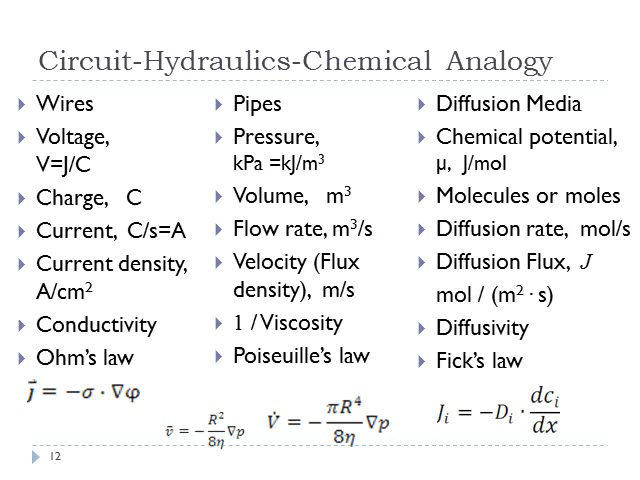 Circuit-Hydraulics-Chemical Analogy
Wires
Voltage,
V=J/C
Charge, C
Current, C/s=A
Current density,
A/cm²
Conductivity
Ohm's law
j⃗ = −σ · ∇φ
Pipes
Pressure,
kPa =kJ/m³
Volume, m³
Flow rate, m³/s
Velocity (Flux
density), m/s
1 / Viscosity
Poiseuille's law
v̄ = − R²/8η ∇p
V̇ = − πR⁴/8η ∇p
Diffusion Media
Chemical potential,
μ, J/mol
Molecules or moles
Diffusion rate, mol/s
Diffusion Flux, J
mol / (m² · s)
Diffusivity
Fick's law
Jᵢ = −Dᵢ · dcᵢ/dx
12